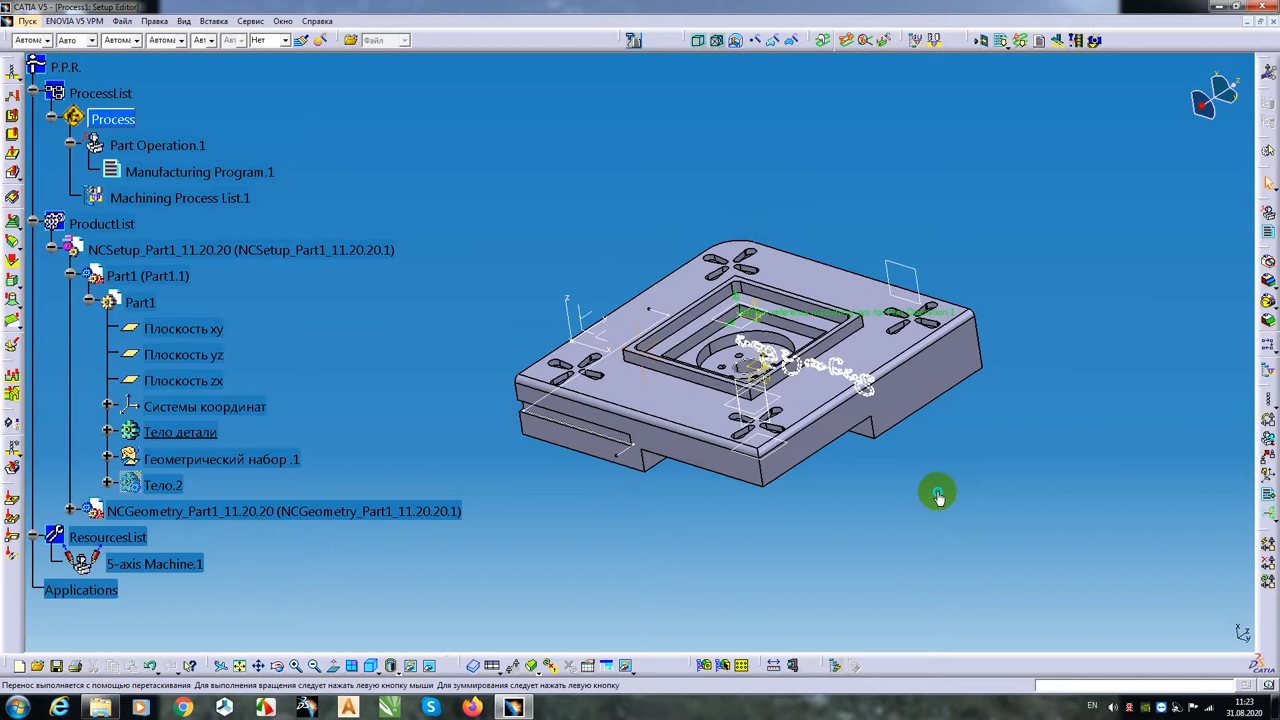 CATIA V5 - [Process1: Setup Editor]
Пуск ENOVIA V5 VPM Файл Правка Вид Вставка Сервис Окно Справка
Автома Авто Автома Автома Авт Авт Нет Файл
P.P.R.
ProcessList
Process
Part Operation.1
Manufacturing Program.1
Machining Process List.1
ProductList
NCSetup_Part1_11.20.20 (NCSetup_Part1_11.20.20.1)
Part1 (Part1.1)
Part1
Плоскость xy
Плоскость yz
Плоскость zx
Системы координат
Тело детали
Геометрический набор .1
Тело.2
NCGeometry_Part1_11.20.20 (NCGeometry_Part1_11.20.20.1)
ResourcesList
5-axis Machine.1
Applications
Перенос выполняется с помощью перетаскивания Для выполнения вращения следует нажать левую кнопку мыши Для зуммирования следует нажать левую кнопку
EN 11:23
31.08.2020